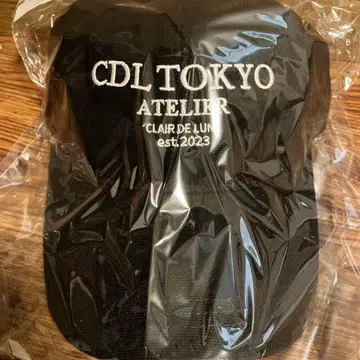 CDL TOKYO
ATELIER
CLAIR DE LUNE
est.2023